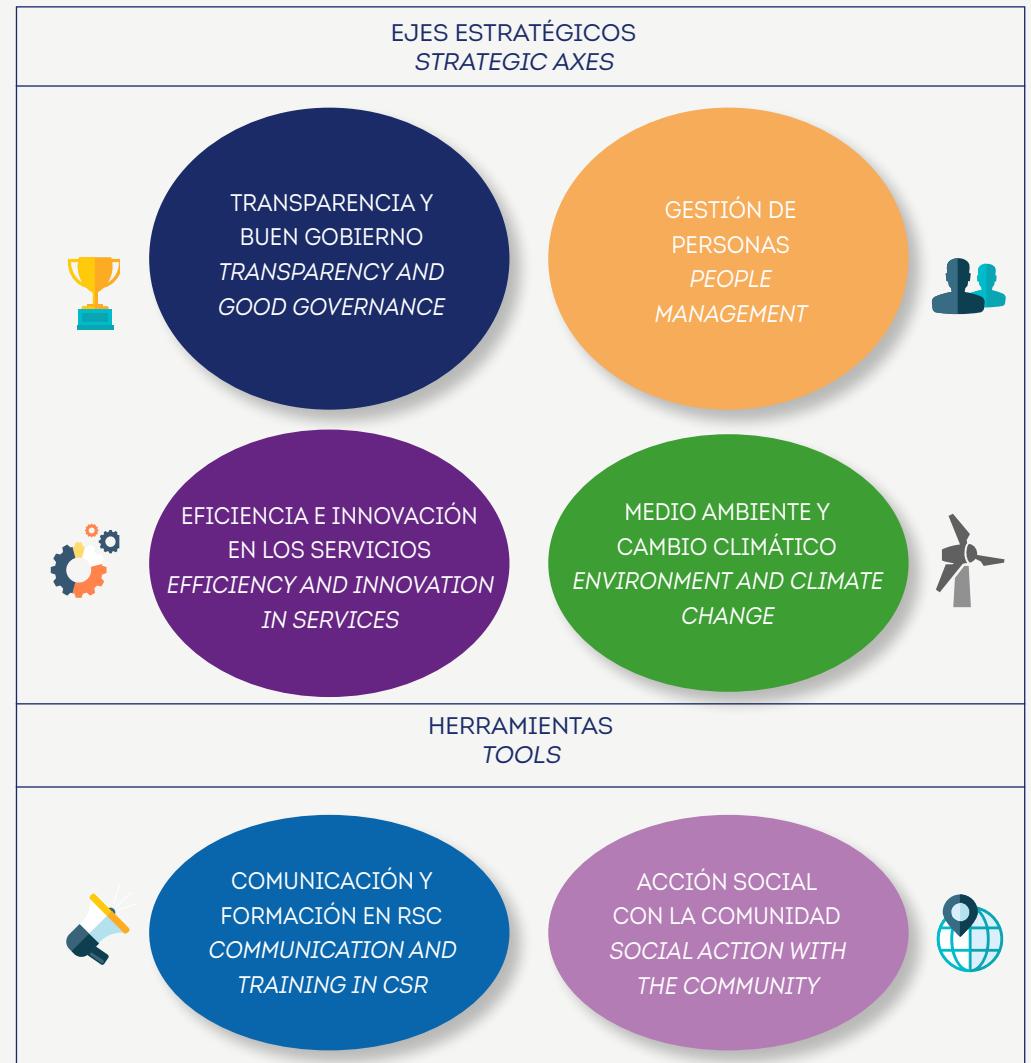 EJES ESTRATÉGICOS
STRATEGIC AXES
TRANSPARENCIA Y
BUEN GOBIERNO
TRANSPARENCY AND
GOOD GOVERNANCE
GESTIÓN DE
PERSONAS
PEOPLE
MANAGEMENT
EFICIENCIA E INNOVACIÓN
EN LOS SERVICIOS
EFFICIENCY AND INNOVATION
IN SERVICES
MEDIO AMBIENTE Y
CAMBIO CLIMÁTICO
ENVIRONMENT AND CLIMATE
CHANGE
HERRAMIENTAS
TOOLS
COMUNICACIÓN Y
FORMACIÓN EN RSC
COMMUNICATION AND
TRAINING IN CSR
ACCIÓN SOCIAL
CON LA COMUNIDAD
SOCIAL ACTION WITH
THE COMMUNITY